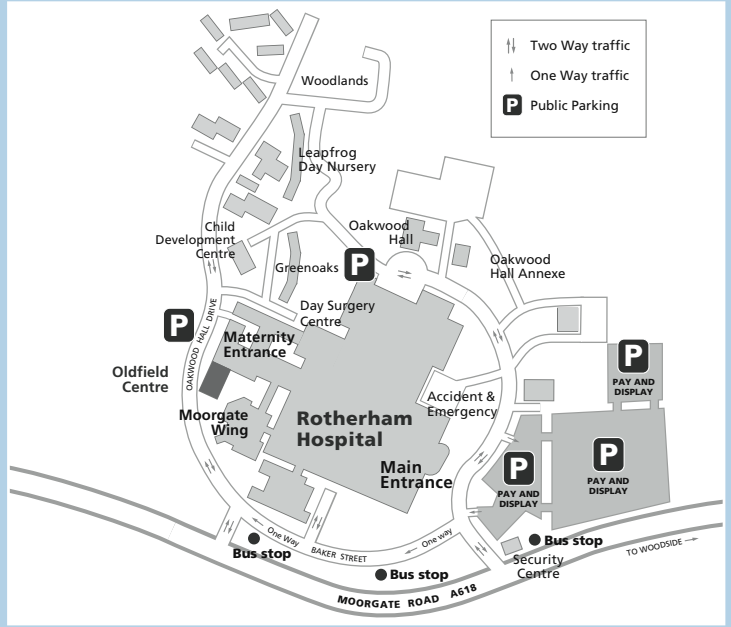 Two Way traffic
One Way traffic
P Public Parking
Woodlands
Leapfrog
Day Nursery
Oakwood
Hall
Child
Development
Centre
Oakwood
Hall Annexe
Greenoaks
P
Day Surgery
Centre
P
OAKWOOD HALL DRIVE
Maternity
Entrance
Oldfield
Centre
P
PAY AND
DISPLAY
Accident &
Emergency
Moorgate
Wing
Rotherham
Hospital
Main
Entrance
P
PAY AND
DISPLAY
P
PAY AND
DISPLAY
One Way
BAKER STREET
One way
Bus stop
Bus stop
Bus stop
Security
Centre
TO WOODSIDE
MOORGATE ROAD A618